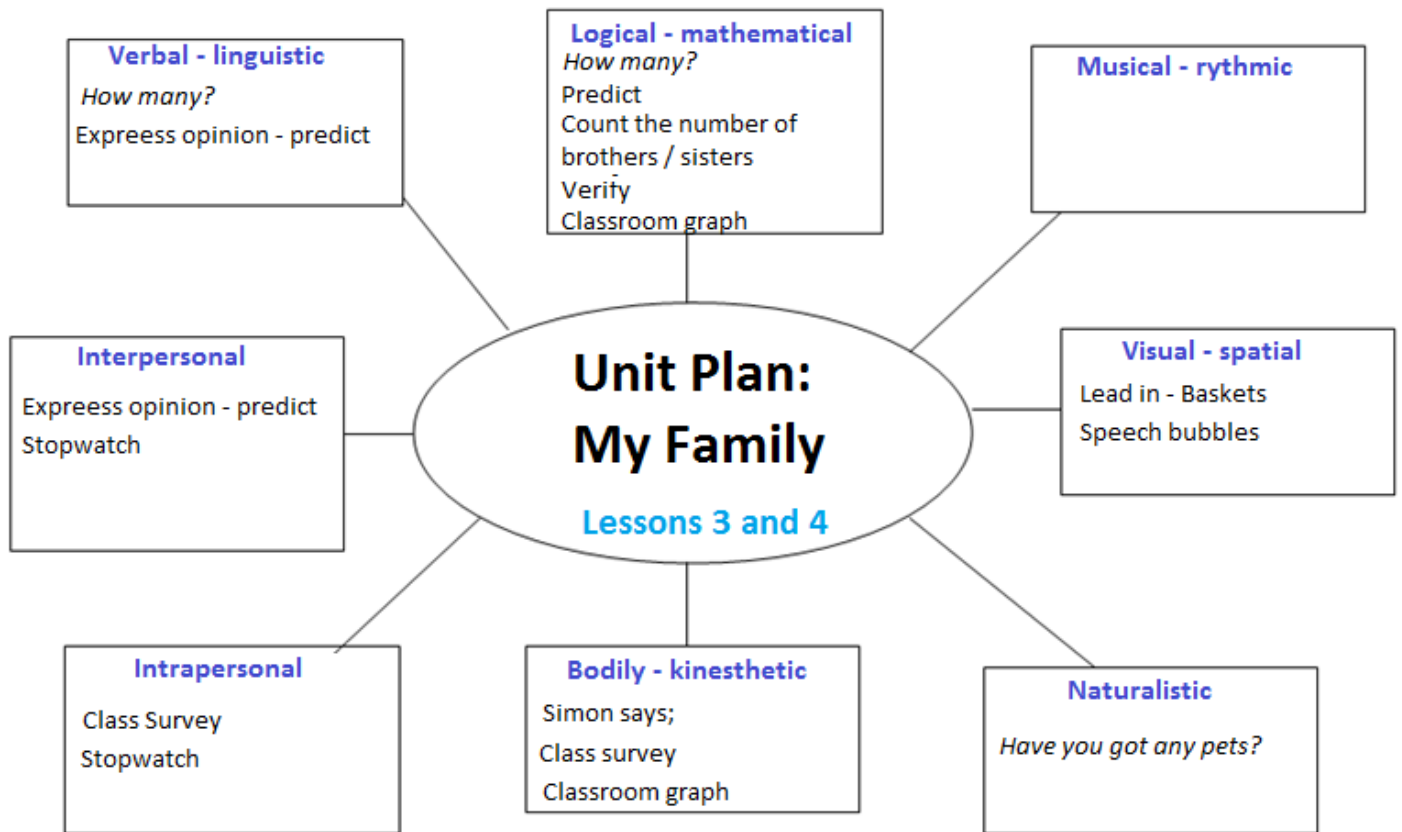 Verbal - linguistic
How many?
Expreess opinion - predict
Logical - mathematical
How many?
Predict
Count the number of
brothers / sisters
Verify
Classroom graph
Musical - rythmic
Interpersonal
Expreess opinion - predict
Stopwatch
Unit Plan:
My Family
Lessons 3 and 4
Visual - spatial
Lead in - Baskets
Speech bubbles
Intrapersonal
Class Survey
Stopwatch
Bodily - kinesthetic
Simon says;
Class survey
Classroom graph
Naturalistic
Have you got any pets?